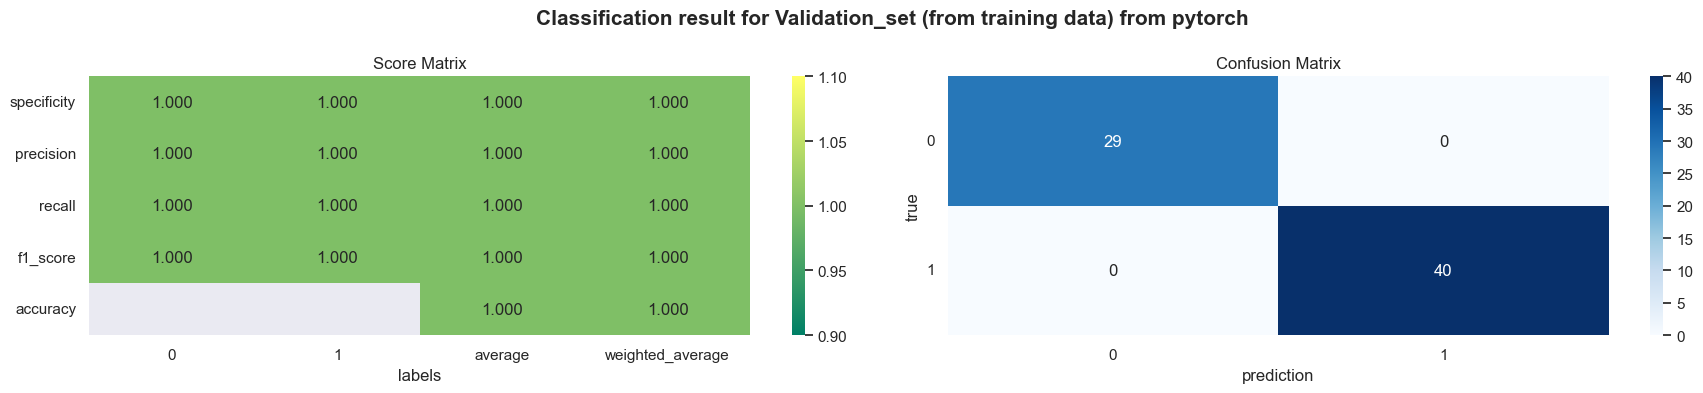 Classification result for Validation_set (from training data) from pytorch
Score Matrix
specificity 1.000 1.000 1.000 1.000
precision 1.000 1.000 1.000 1.000
recall 1.000 1.000 1.000 1.000
f1_score 1.000 1.000 1.000 1.000
accuracy 1.000 1.000
0 1 average weighted_average
labels
1.10
1.05
1.00
0.95
0.90
Confusion Matrix
true
0 29 0
1 0 40
0 1
prediction
40
35
30
25
20
15
10
5
0